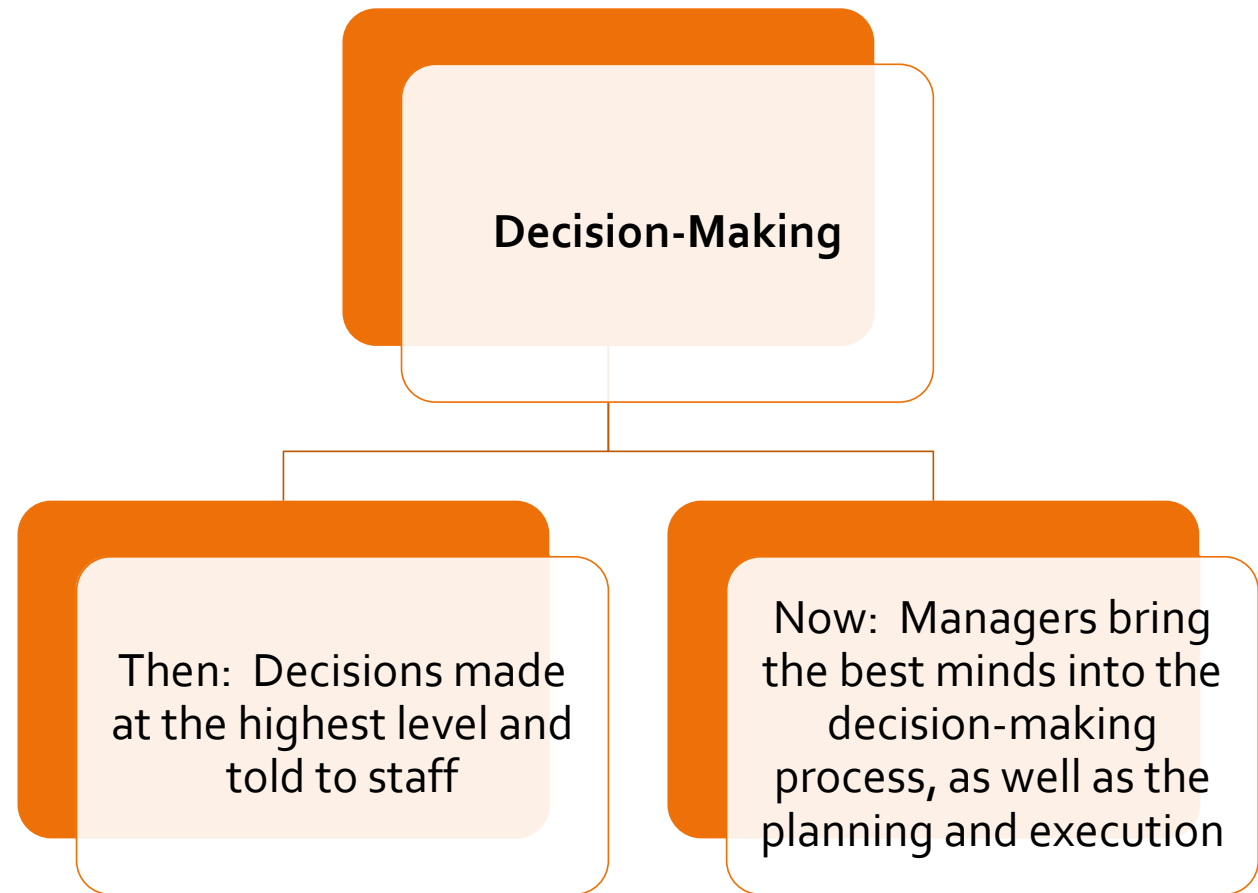 Decision-Making
Then:  Decisions made
at the highest level and
told to staff
Now:  Managers bring
the best minds into the
decision-making
process, as well as the
planning and execution